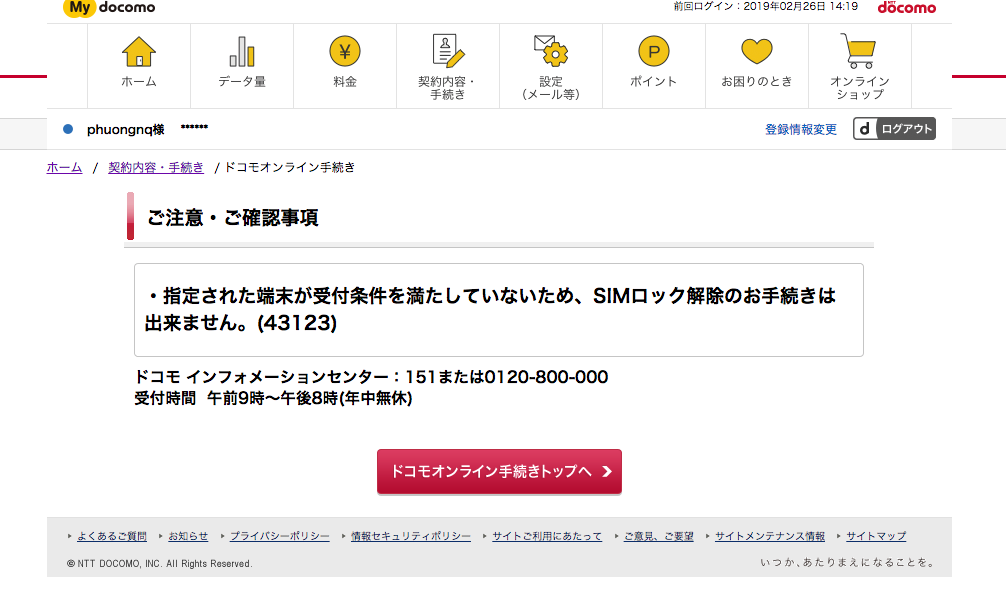 My docomo
前回ログイン：2019年02月26日 14:19
NTT docomo
ホーム
データ量
料金
契約内容・
手続き
設定
（メール等）
ポイント
お困りのとき
オンライン
ショップ
phuongnq様 ******
登録情報変更
d ログアウト
ホーム / 契約内容・手続き / ドコモオンライン手続き
ご注意・ご確認事項
・指定された端末が受付条件を満たしていないため、SIMロック解除のお手続きは
出来ません。(43123)
ドコモ インフォメーションセンター：151または0120-800-000
受付時間 午前9時～午後8時(年中無休)
ドコモオンライン手続きトップへ
よくあるご質問 お知らせ プライバシーポリシー 情報セキュリティポリシー サイトご利用にあたって ご意見、ご要望 サイトメンテナンス情報 サイトマップ
© NTT DOCOMO, INC. All Rights Reserved.
いつか、あたりまえになることを。